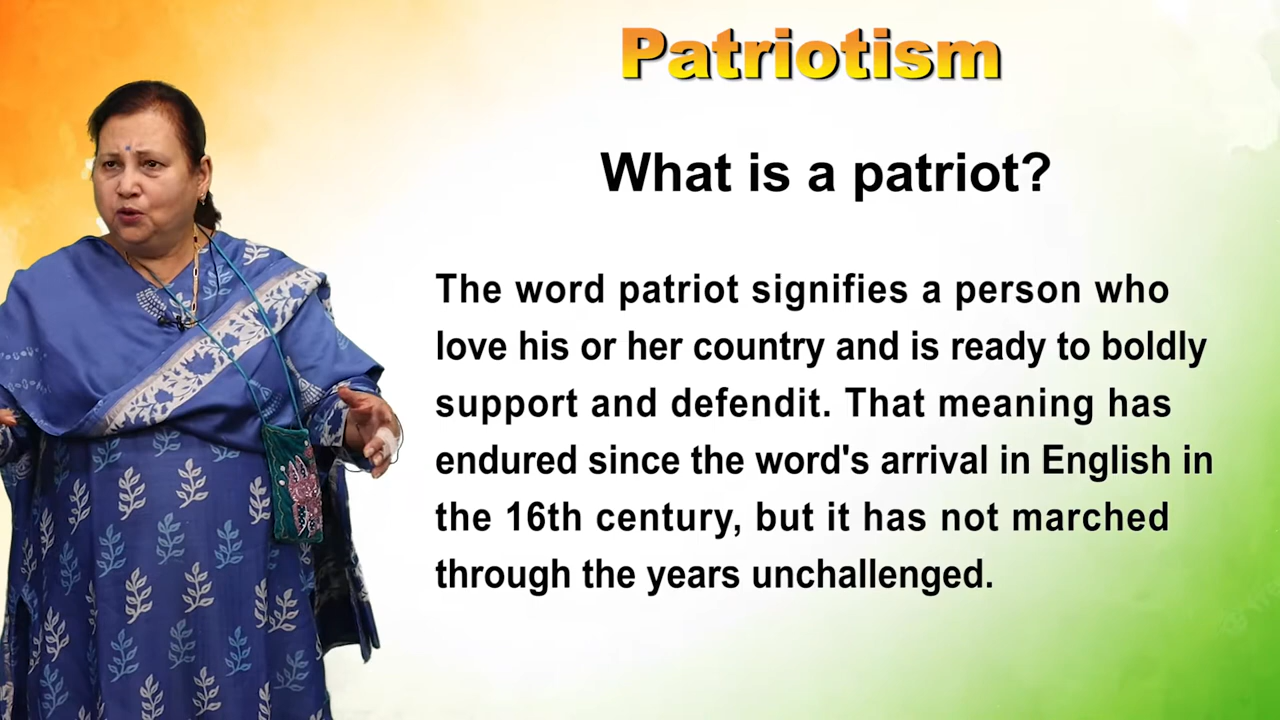 Patriotism
What is a patriot?
The word patriot signifies a person who
love his or her country and is ready to boldly
support and defendit. That meaning has
endured since the word's arrival in English in
the 16th century, but it has not marched
through the years unchallenged.